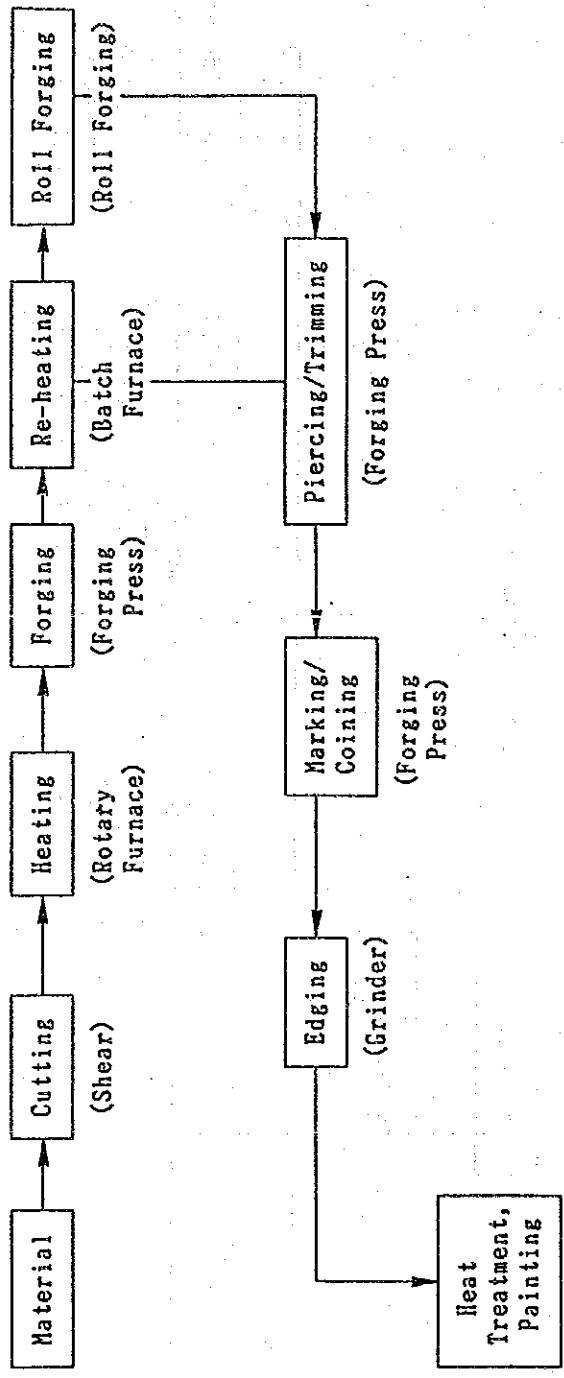 Material
Cutting
(Shear)
Heating
(Rotary
Furnace)
Forging
(Forging
Press)
Re-heating
(Batch
Furnace)
Roll Forging
(Roll Forging)
Piercing/Trimming
(Forging Press)
Marking/
Coining
(Forging
Press)
Edging
(Grinder)
Heat
Treatment,
Painting